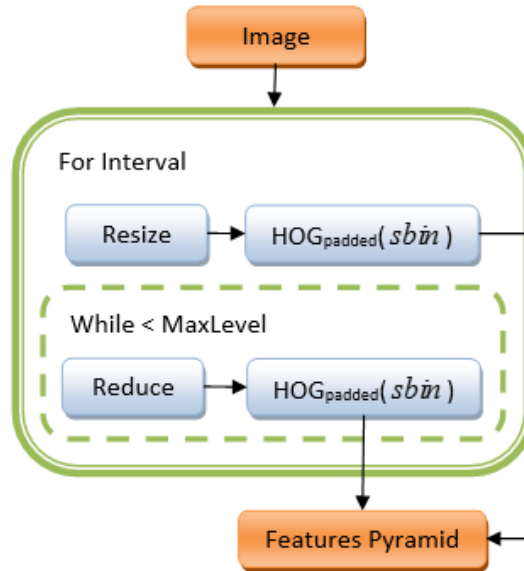 Image
For Interval
Resize
HOGpadded(sbin)
While < MaxLevel
Reduce
HOGpadded(sbin)
Features Pyramid